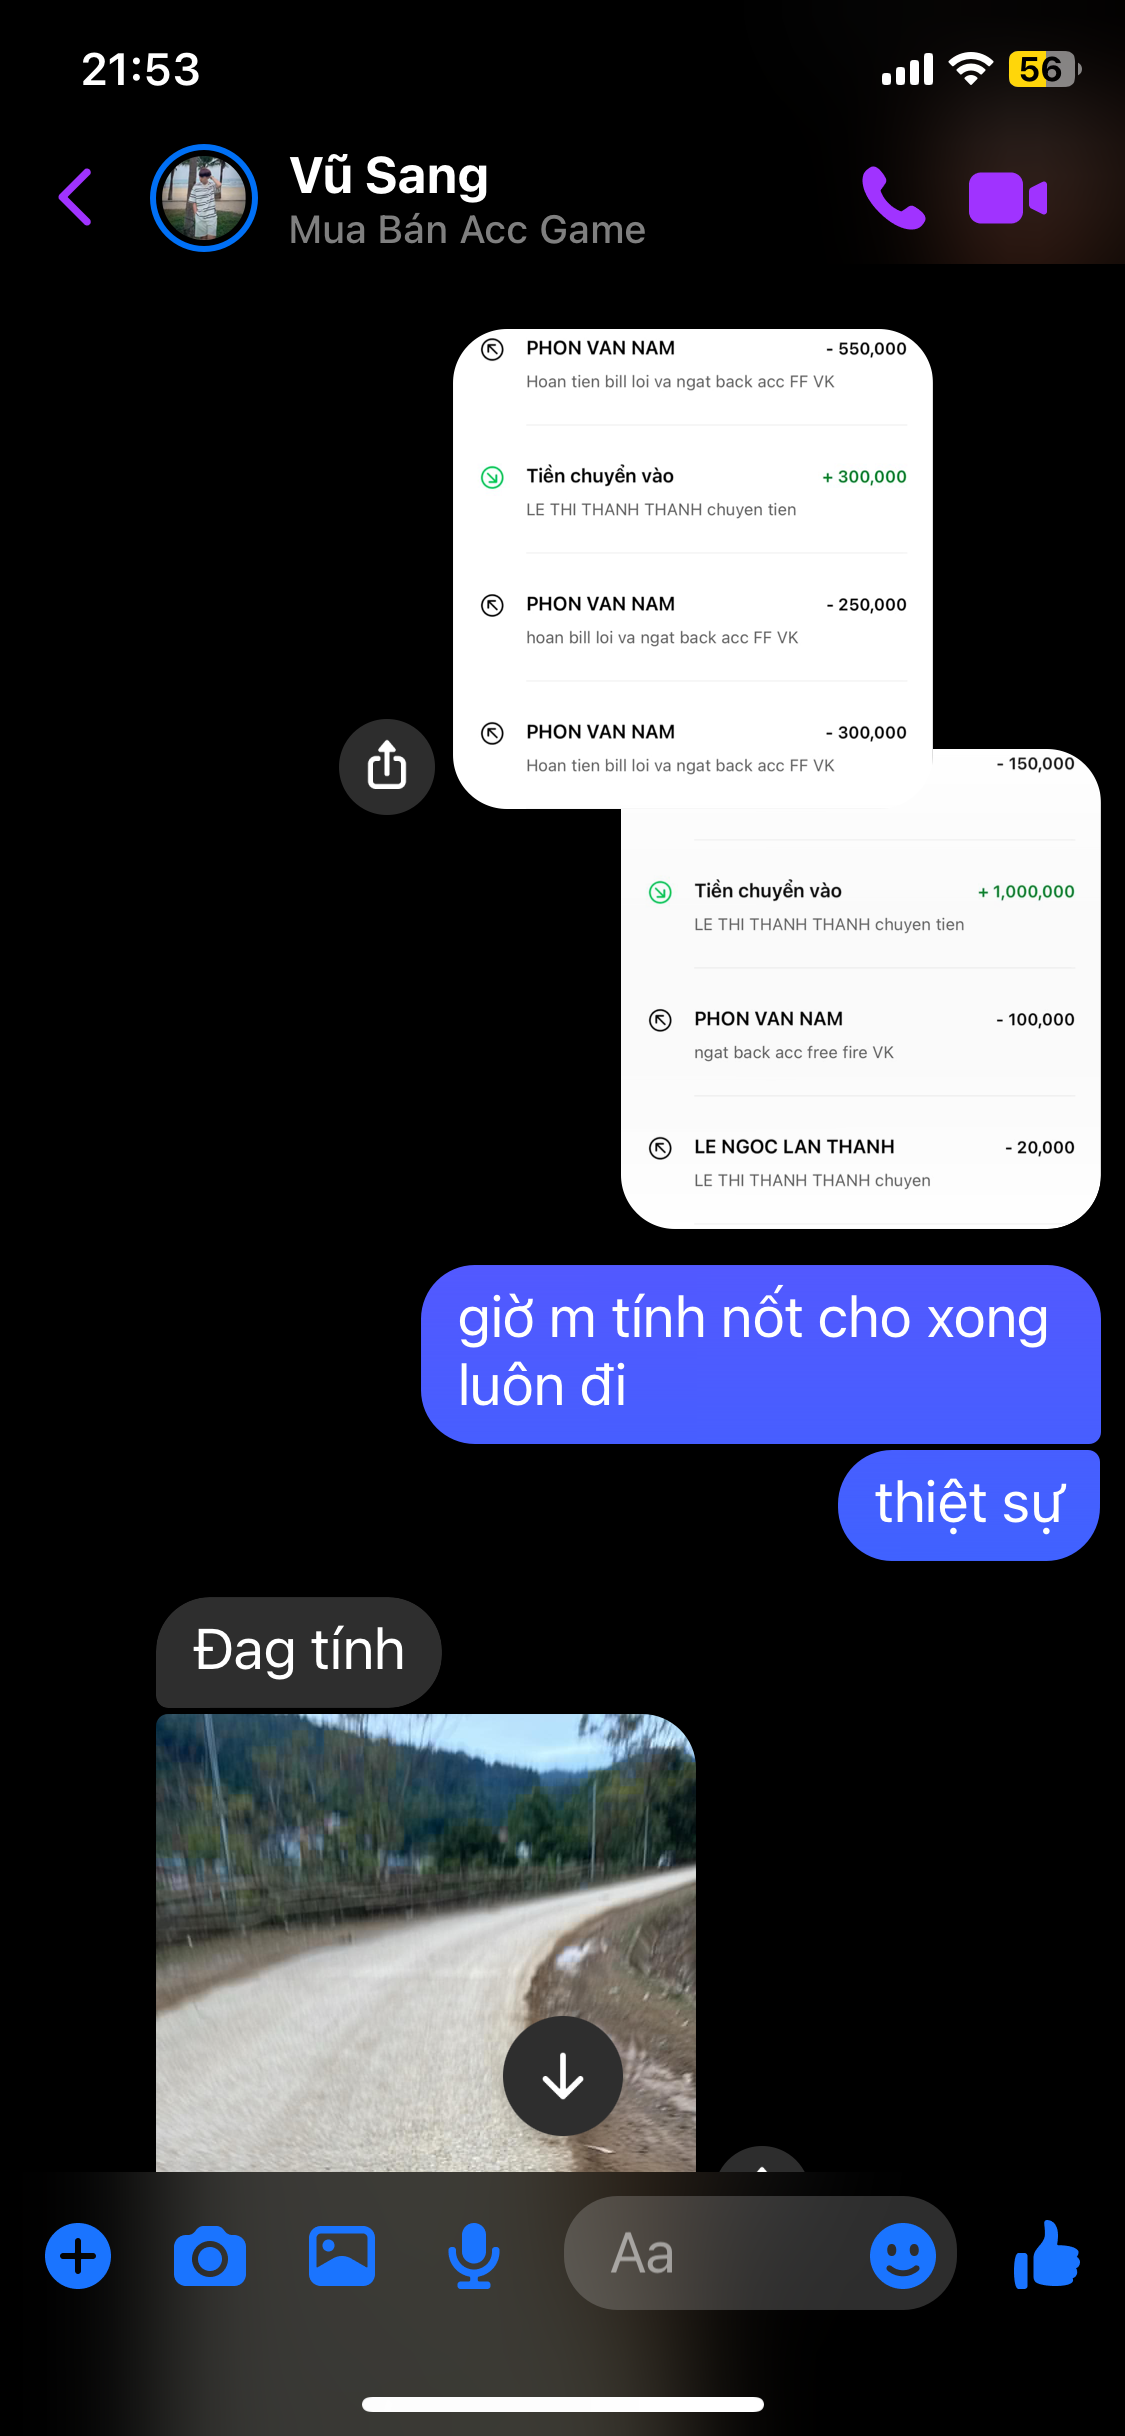 21:53
56
Vũ Sang
Mua Bán Acc Game
PHON VAN NAM - 550,000
Hoan tien bill loi va ngat back acc FF VK
Tiền chuyển vào + 300,000
LE THI THANH THANH chuyen tien
PHON VAN NAM - 250,000
hoan bill loi va ngat back acc FF VK
PHON VAN NAM - 300,000
Hoan tien bill loi va ngat back acc FF VK
- 150,000
Tiền chuyển vào + 1,000,000
LE THI THANH THANH chuyen tien
PHON VAN NAM - 100,000
ngat back acc free fire VK
LE NGOC LAN THANH - 20,000
LE THI THANH THANH chuyen
giờ m tính nốt cho xong
luôn đi
thiệt sự
Đag tính
Aa